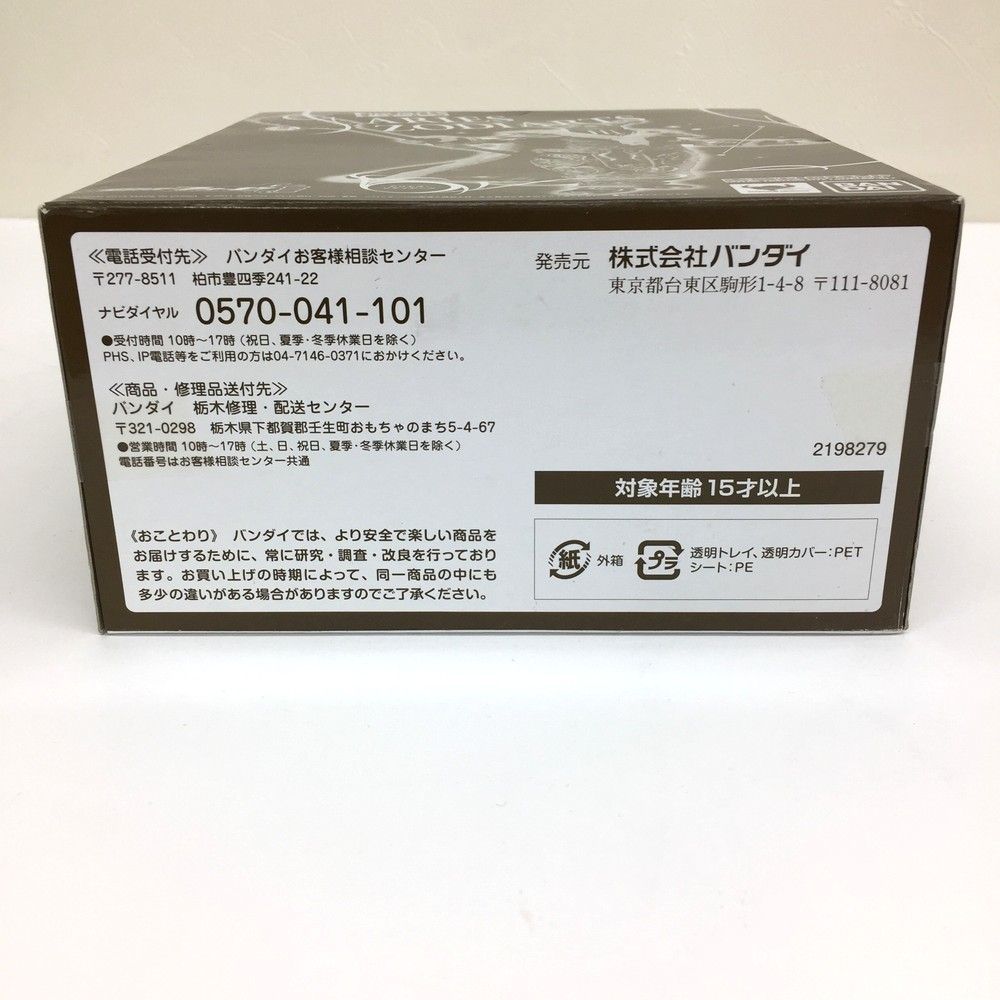 ARIES
ZODIARTS
BAN
DAI
《電話受付先》 バンダイお客様相談センター
〒277-8511 柏市豊四季241-22
ナビダイヤル 0570-041-101
●受付時間 10時〜17時（祝日、夏季・冬季休業日を除く）
PHS、IP電話等をご利用の方は04-7146-0371におかけください。
《商品・修理品送付先》
バンダイ 栃木修理・配送センター
〒321-0298 栃木県下都賀郡壬生町おもちゃのまち5-4-67
●営業時間 10時〜17時（土、日、祝日、夏季・冬季休業日を除く）
電話番号はお客様相談センター共通
《おことわり》 バンダイでは、より安全で楽しい商品を
お届けするために、常に研究・調査・改良を行っており
ます。お買い上げの時期によって、同一商品の中にも
多少の違いがある場合がありますのでご了承ください。
発売元 株式会社バンダイ
東京都台東区駒形1-4-8 〒111-8081
2198279
対象年齢 15才以上
紙 外箱 プラ 透明トレイ、透明カバー：PET
シート：PE